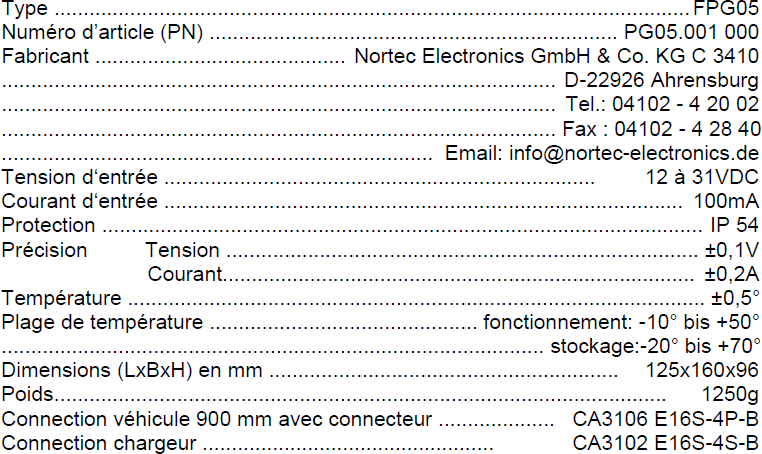 Type ........................................................................................................ FPG05
Numéro d'article (PN) .................................................................. PG05.001 000
Fabricant ......................................... Nortec Electronics GmbH & Co. KG C 3410
........................................................................................... D-22926 Ahrensburg
........................................................................................... Tel.: 04102 - 4 20 02
........................................................................................... Fax : 04102 - 4 28 40
....................................................................... Email: info@nortec-electronics.de
Tension d'entrée ...................................................................... 12 à 31VDC
Courant d'entrée ..................................................................................... 100mA
Protection .................................................................................................. IP 54
Précision Tension ............................................................................. ±0,1V
Courant............................................................................. ±0,2A
Température .............................................................................................. ±0,5°
Plage de température ............................................ fonctionnement: -10° bis +50°
......................................................................................... stockage:-20° bis +70°
Dimensions (LxBxH) en mm ......................................................... 125x160x96
Poids.................................................................................................... 1250g
Connection véhicule 900 mm avec connecteur ................... CA3106 E16S-4P-B
Connection chargeur ................................................ CA3102 E16S-4S-B